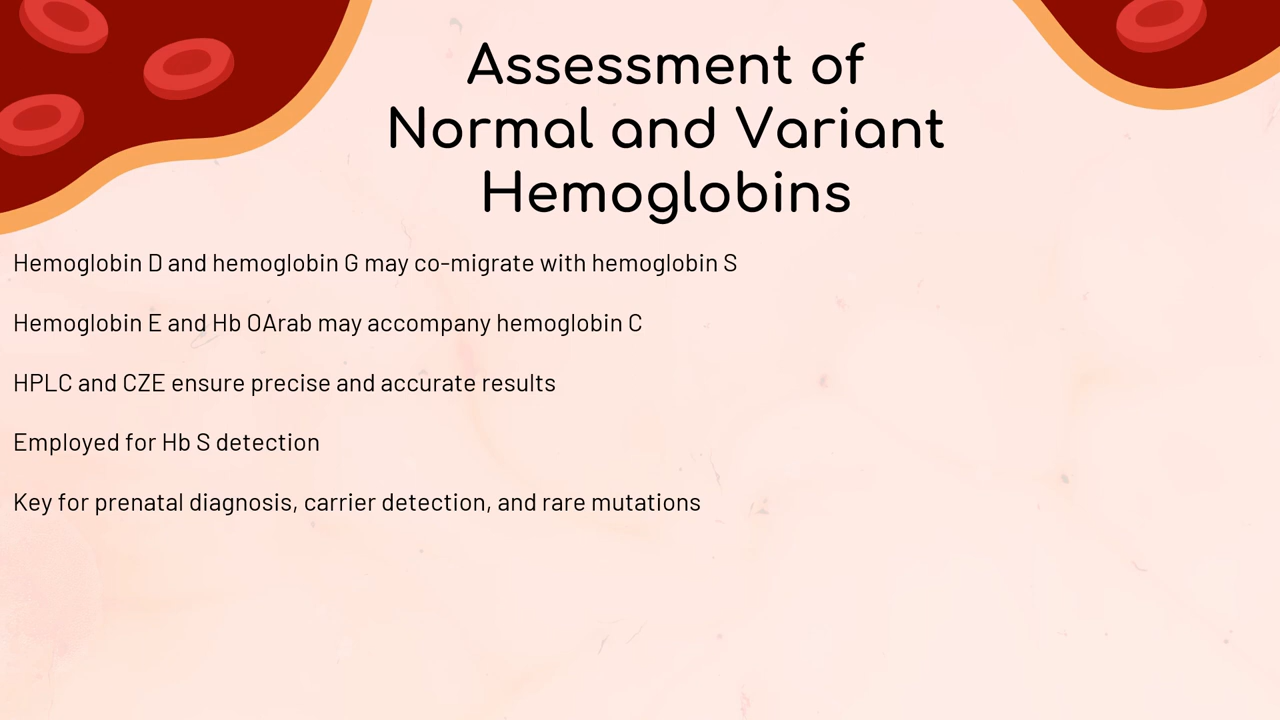 Assessment of
Normal and Variant
Hemoglobins
Hemoglobin D and hemoglobin G may co-migrate with hemoglobin S
Hemoglobin E and Hb OArab may accompany hemoglobin C
HPLC and CZE ensure precise and accurate results
Employed for Hb S detection
Key for prenatal diagnosis, carrier detection, and rare mutations